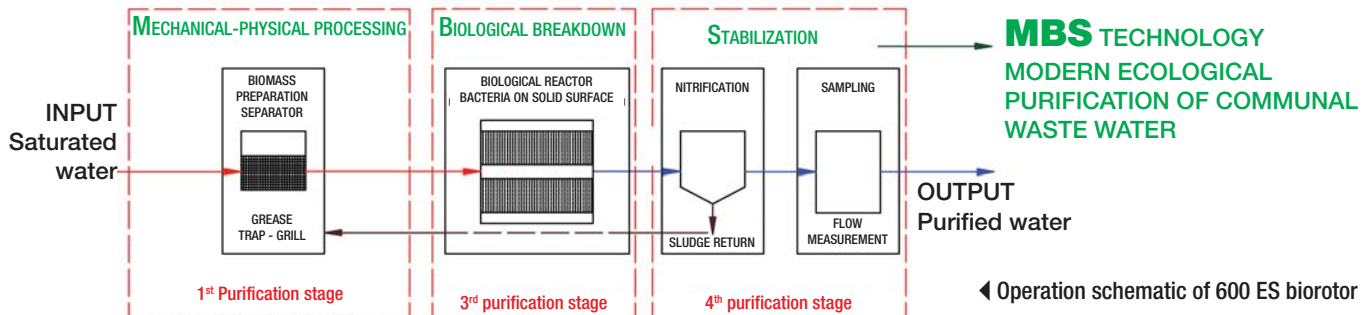 MECHANICAL-PHYSICAL PROCESSING
BIOLOGICAL BREAKDOWN
STABILIZATION
MBS TECHNOLOGY
MODERN ECOLOGICAL
PURIFICATION OF COMMUNAL
WASTE WATER
INPUT
Saturated
water
BIOMASS
PREPARATION
SEPARATOR
GREASE
TRAP - GRILL
BIOLOGICAL REACTOR
BACTERIA ON SOLID SURFACE
NITRIFICATION
SLUDGE RETURN
SAMPLING
FLOW
MEASUREMENT
OUTPUT
Purified water
1st Purification stage
3rd purification stage
4th purification stage
Operation schematic of 600 ES biorotor